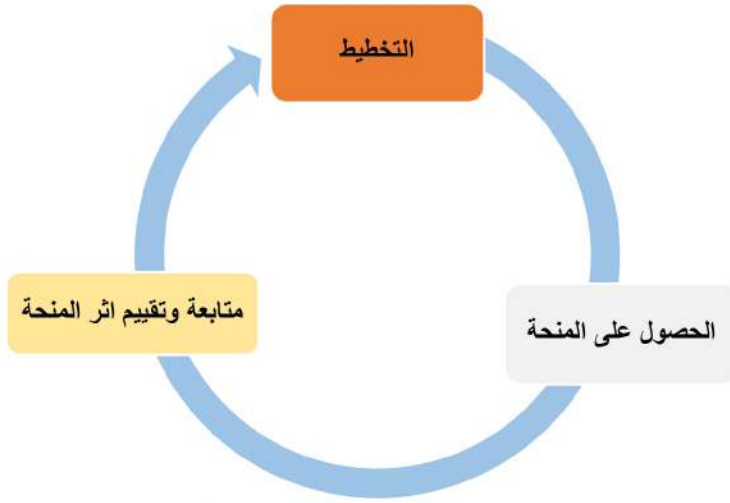 التخطيط
الحصول على المنحة
متابعة وتقييم اثر المنحة